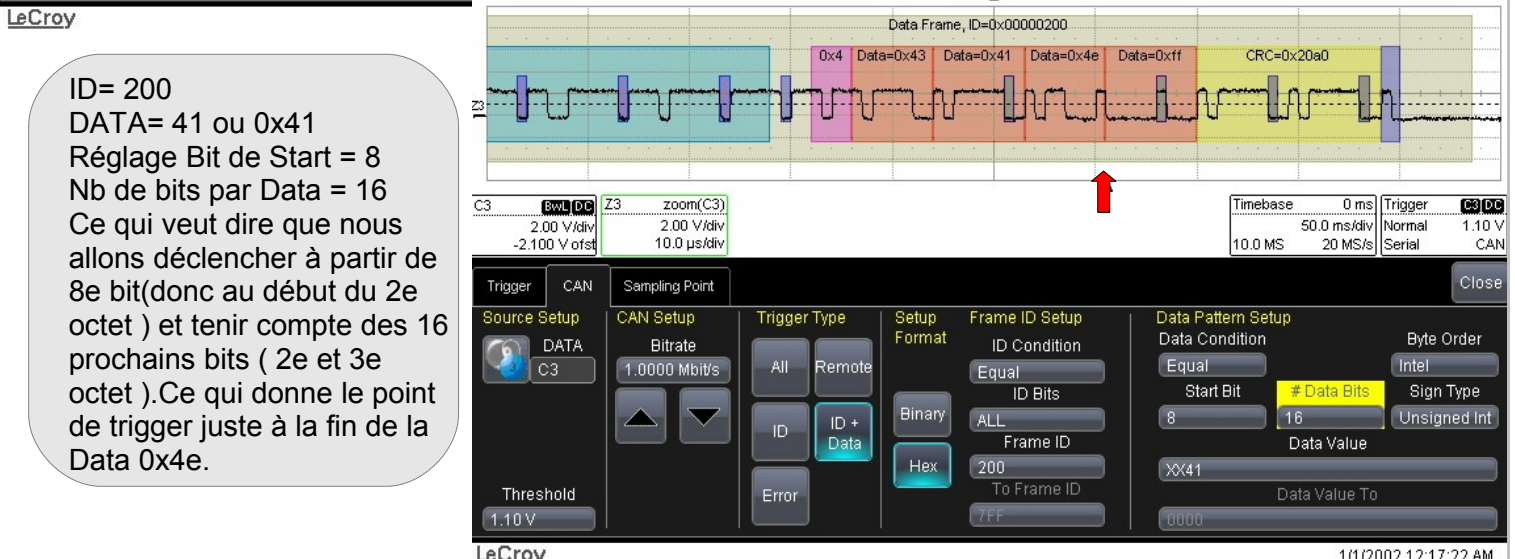 LeCroy
ID= 200
DATA= 41 ou 0x41
Réglage Bit de Start = 8
Nb de bits par Data = 16
Ce qui veut dire que nous
allons déclencher à partir de
8e bit(donc au début du 2e
octet ) et tenir compte des 16
prochains bits ( 2e et 3e
octet ).Ce qui donne le point
de trigger juste à la fin de la
Data 0x4e.
Data Frame, ID=0x00000200
0x4 Data=0x43 Data=0x41 Data=0x4e Data=0xff CRC=0x20a0
Z3
C3 BwL DC
2.00 V/div
-2.100 V ofst
Z3 zoom(C3)
2.00 V/div
10.0 µs/div
Timebase 0 ms
50.0 ms/div
10.0 MS 20 MS/s
Trigger C3 DC
Normal 1.10 V
Serial CAN
Trigger CAN Sampling Point Close
Source Setup
DATA
C3
Threshold
1.10 V
CAN Setup
Bitrate
1.0000 Mbit/s
Trigger Type
All Remote
ID ID +
Data
Error
Setup
Format
Binary
Hex
Frame ID Setup
ID Condition
Equal
ID Bits
ALL
Frame ID
200
To Frame ID
7FF
Data Pattern Setup
Data Condition Byte Order
Equal Intel
Start Bit # Data Bits Sign Type
8 16 Unsigned Int
Data Value
XX41
Data Value To
0000
LeCroy 1/1/2002 12:17:22 AM